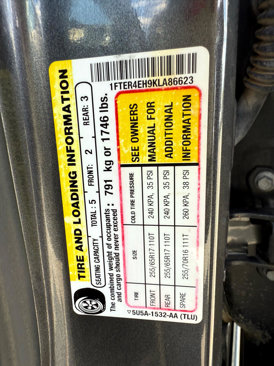 1FTER4EH9KLA86623
TIRE AND LOADING INFORMATION
SEATING CAPACITY TOTAL: 5 FRONT: 2 REAR: 3
The combined weight of occupants
and cargo should never exceed: 791 kg or 1746 lbs.
TIRE SIZE COLD TIRE PRESSURE
FRONT 255/65R17 110T 240 KPA, 35 PSI
REAR 255/65R17 110T 240 KPA, 35 PSI
SPARE 255/70R16 111T 260 KPA, 38 PSI
SEE OWNERS
MANUAL FOR
ADDITIONAL
INFORMATION
5U5A-1532-AA (TLU)